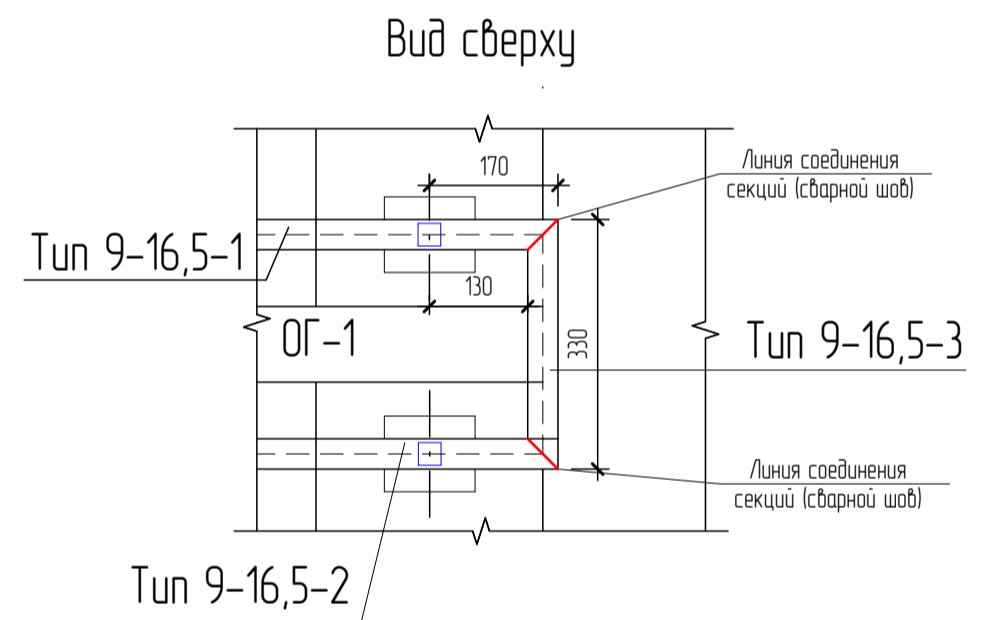 Вид сверху
170
Линия соединения
секций (сварной шов)
Тип 9-16,5-1
130
ОГ-1
330
Тип 9-16,5-3
Линия соединения
секций (сварной шов)
Тип 9-16,5-2